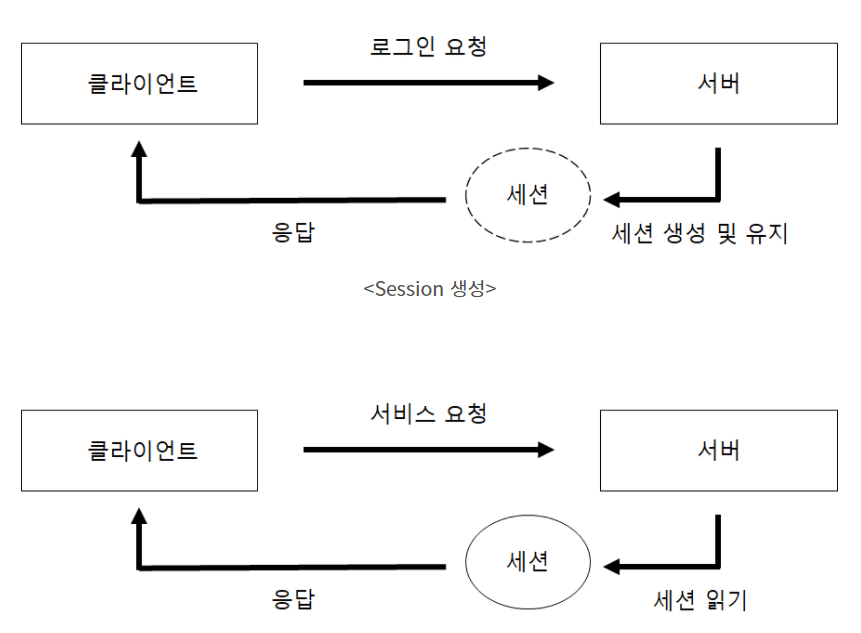 로그인 요청
클라이언트
서버
세션
응답
세션 생성 및 유지
<Session 생성>
서비스 요청
클라이언트
서버
세션
응답
세션 읽기